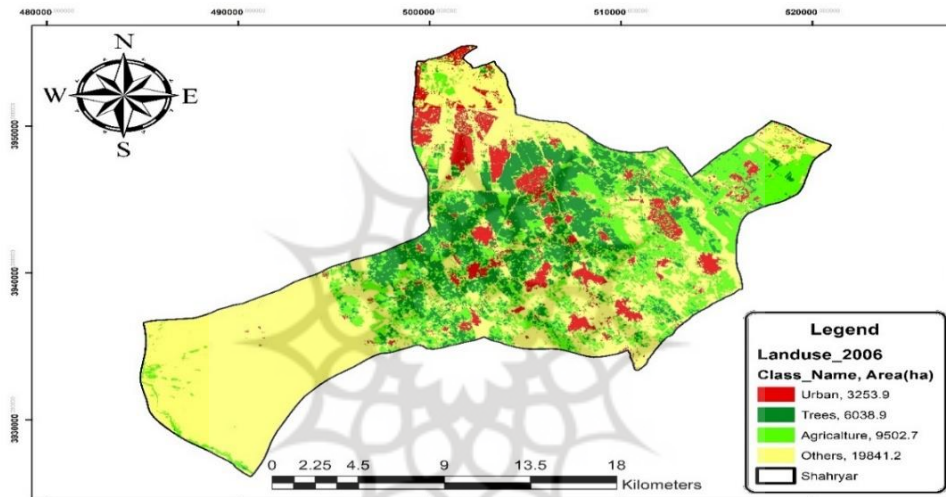 480000 490000 500000 510000 520000
N
W E
S
3950000
3940000
3930000
Legend
Landuse_2006
Class_Name, Area(ha)
Urban, 3253.9
Trees, 6038.9
Agriculture, 9502.7
Others, 19841.2
Shahryar
0 2.25 4.5 9 13.5 18
Kilometers